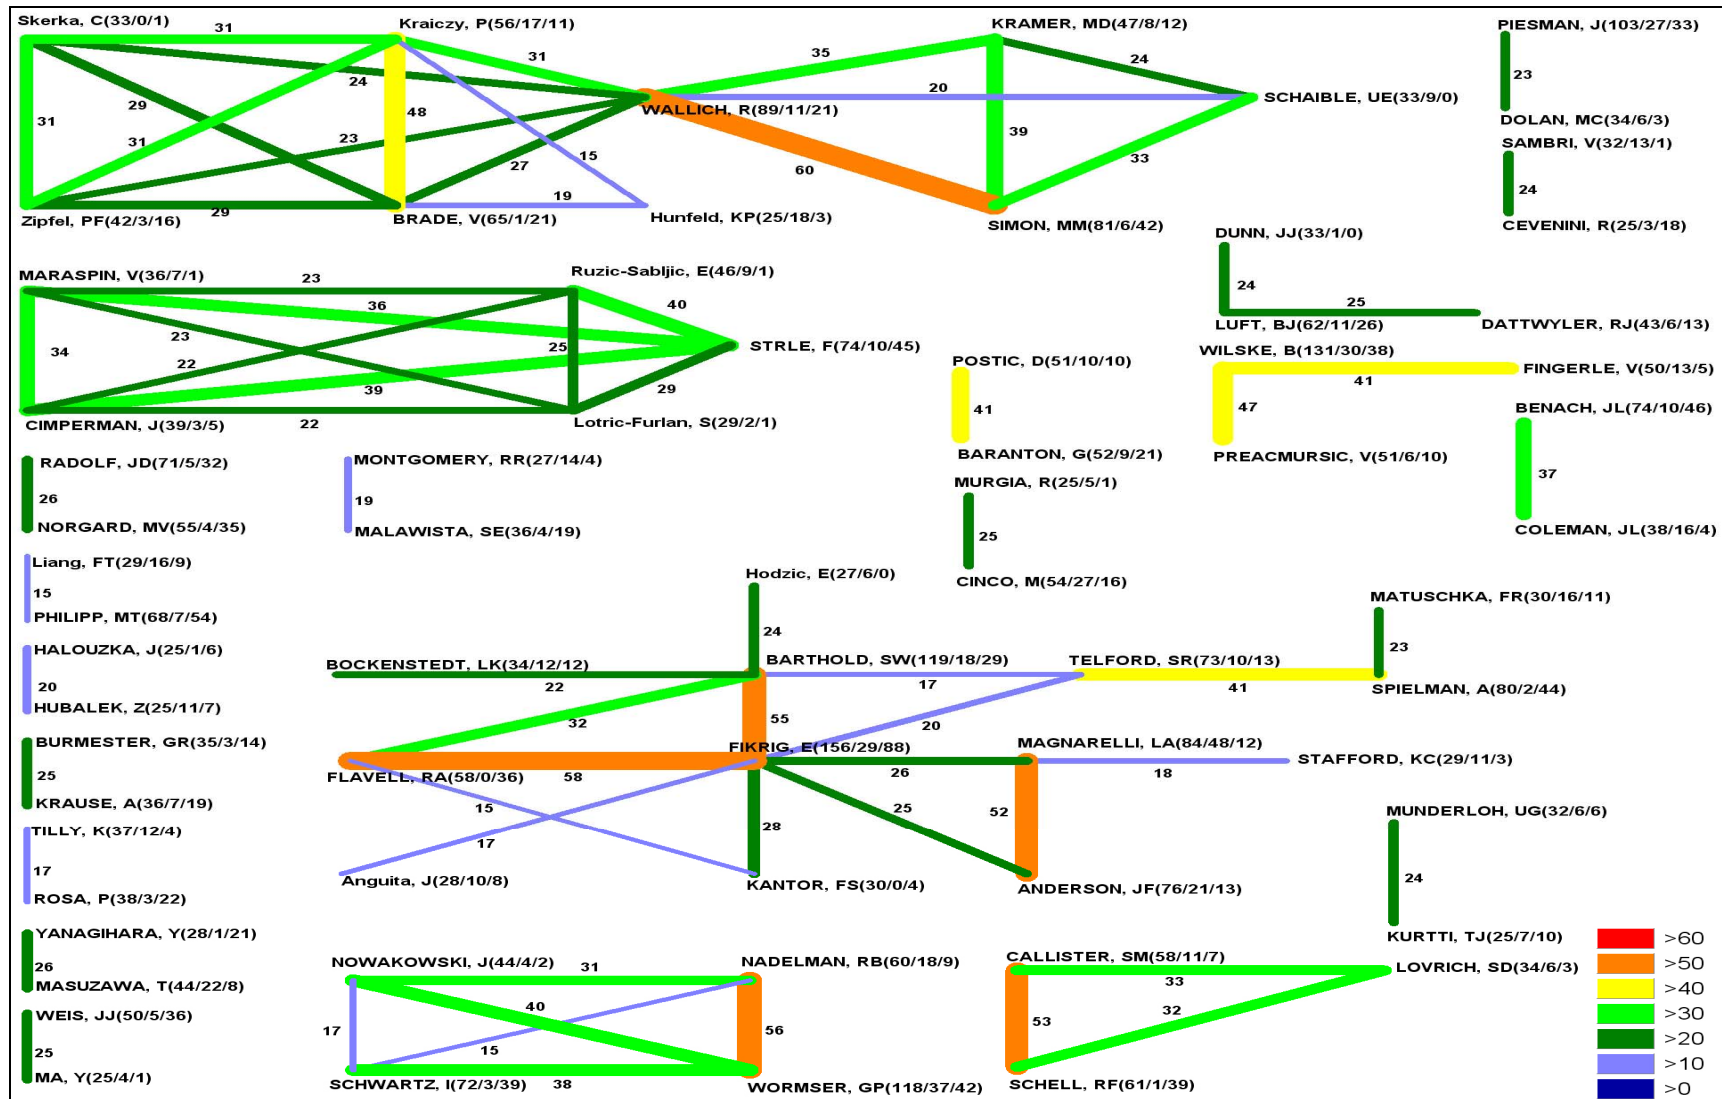 Skerka, C(33/0/1)
31
Kraiczy, P(56/17/11)
KRAMER, MD(47/8/12)
PIESMAN, J(103/27/33)
31
35
24
24
20
23
SCHAIBLE, UE(33/9/0)
29
48
WALLICH, R(89/11/21)
31
31
23
15
39
33
DOLAN, MC(34/6/3)
SAMBRI, V(32/13/1)
27
60
24
19
29
Zipfel, PF(42/3/16)
BRADE, V(65/1/21)
Hunfeld, KP(25/18/3)
SIMON, MM(81/6/42)
CEVENINI, R(25/3/18)
DUNN, JJ(33/1/0)
MARASPIN, V(36/7/1)
23
Ruzic-Sabljic, E(46/9/1)
24
36
40
25
LUFT, BJ(62/11/26)
DATTWYLER, RJ(43/6/13)
23
34
22
25
STRLE, F(74/10/45)
WILSKE, B(131/30/38)
POSTIC, D(51/10/10)
FINGERLE, V(50/13/5)
39
29
41
41
47
BENACH, JL(74/10/46)
CIMPERMAN, J(39/3/5)
22
Lotric-Furlan, S(29/2/1)
BARANTON, G(52/9/21)
PREACMURSIC, V(51/6/10)
RADOLF, JD(71/5/32)
MONTGOMERY, RR(27/14/4)
37
26
19
MURGIA, R(25/5/1)
NORGARD, MV(55/4/35)
MALAWISTA, SE(36/4/19)
25
COLEMAN, JL(38/16/4)
Liang, FT(29/16/9)
Hodzic, E(27/6/0)
CINCO, M(54/27/16)
15
MATUSCHKA, FR(30/16/11)
PHILIPP, MT(68/7/54)
24
HALOUZKA, J(25/1/6)
BOCKENSTEDT, LK(34/12/12)
BARTHOLD, SW(119/18/29)
TELFORD, SR(73/10/13)
23
20
22
17
41
SPIELMAN, A(80/2/44)
HUBALEK, Z(25/11/7)
32
55
20
BURMESTER, GR(35/3/14)
FIKRIG, E(156/29/88)
MAGNARELLI, LA(84/48/12)
STAFFORD, KC(29/11/3)
25
FLAVELL, RA(58/0/36)
58
26
18
KRAUSE, A(36/7/19)
15
25
52
MUNDERLOH, UG(32/6/6)
TILLY, K(37/12/4)
17
28
17
Anguita, J(28/10/8)
KANTOR, FS(30/0/4)
ANDERSON, JF(76/21/13)
24
ROSA, P(38/3/22)
YANAGIHARA, Y(28/1/21)
KURTTI, TJ(25/7/10)
>60
26
NOWAKOWSKI, J(44/4/2)
31
NADELMAN, RB(60/18/9)
CALLISTER, SM(58/11/7)
33
LOVRICH, SD(34/6/3)
>50
MASUZAWA, T(44/22/8)
>40
WEIS, JJ(50/5/36)
40
32
>30
17
56
53
25
15
>20
MA, Y(25/4/1)
SCHWARTZ, I(72/3/39)
38
WORMSER, GP(118/37/42)
SCHELL, RF(61/1/39)
>10
>0